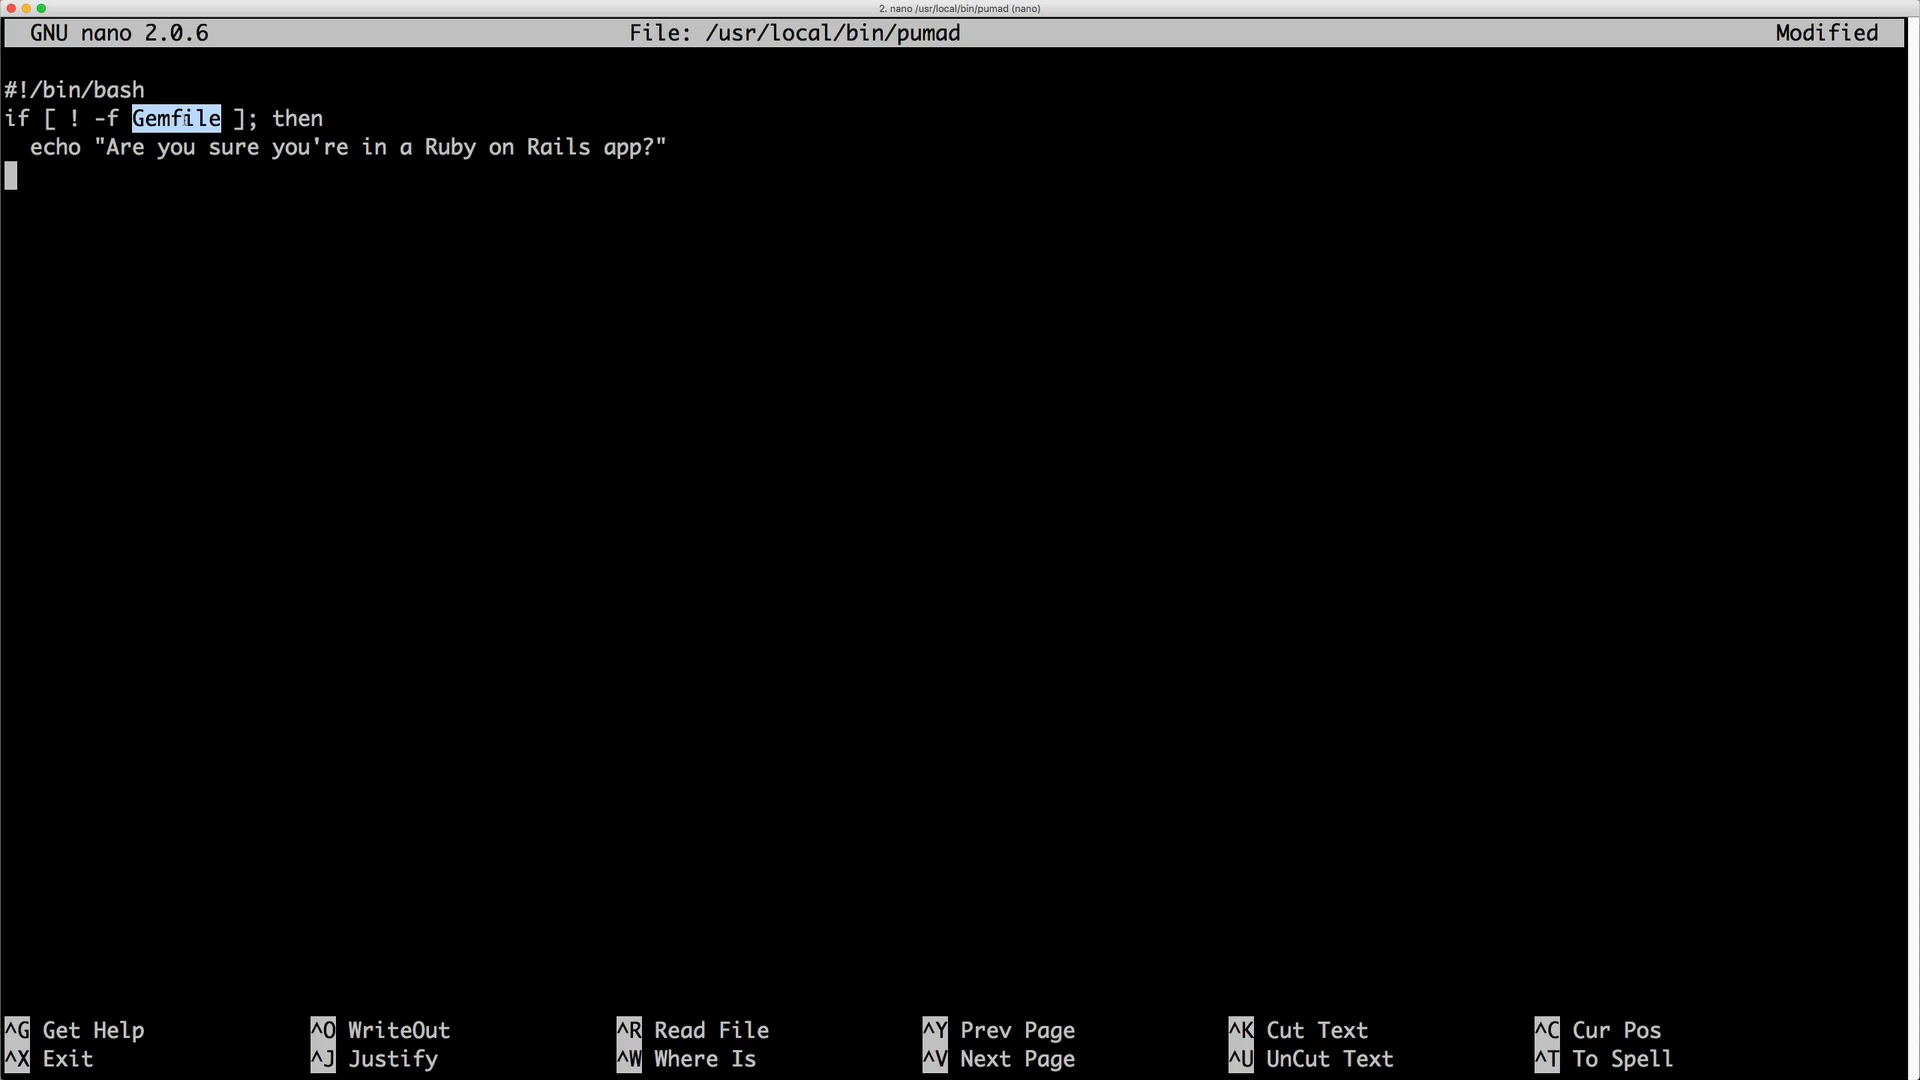 2. nano /usr/local/bin/pumad (nano)
GNU nano 2.0.6 File: /usr/local/bin/pumad Modified
#!/bin/bash
if [ ! -f Gemfile ]; then
  echo "Are you sure you're in a Ruby on Rails app?"
^G Get Help ^O WriteOut ^R Read File ^Y Prev Page ^K Cut Text ^C Cur Pos
^X Exit ^J Justify ^W Where Is ^V Next Page ^U UnCut Text ^T To Spell